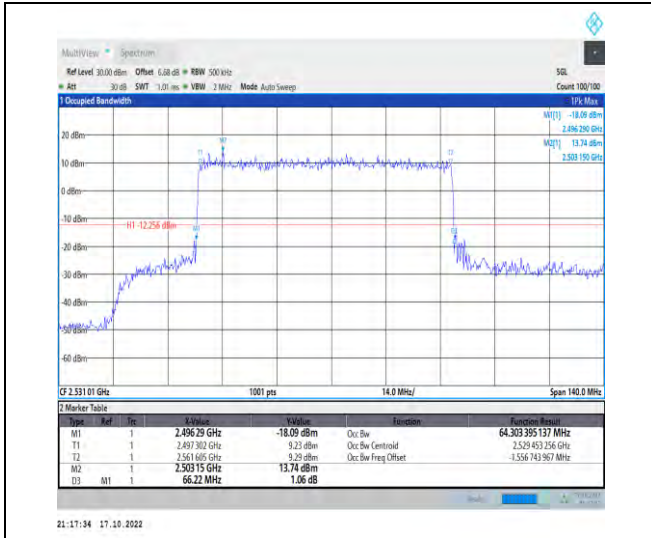 MultiView Spectrum
Ref Level 30.00 dBm Offset 6.68 dB RBW 500 kHz SGL
Att 30 dB SWT 1.01 ms VBW 2 MHz Mode Auto Sweep Count 100/100
1 Occupied Bandwidth 1Pk Max
M1[1] -18.09 dBm
2.496 290 GHz
M2[1] 13.74 dBm
2.503 150 GHz
20 dBm
M2
T1 T2
10 dBm
0 dBm
-10 dBm
H1 -12.256 dBm
M1 D3
-20 dBm
-30 dBm
-40 dBm
-50 dBm
-60 dBm
CF 2.531 01 GHz 1001 pts 14.0 MHz/ Span 140.0 MHz
2 Marker Table
Type Ref Trc X-Value Y-Value Function Function Result
M1 1 2.496 29 GHz -18.09 dBm Occ Bw 64.303 395 137 MHz
T1 1 2.497 302 GHz 9.23 dBm Occ Bw Centroid 2.529 453 256 GHz
T2 1 2.561 605 GHz 9.29 dBm Occ Bw Freq Offset -1.556 743 967 MHz
M2 1 2.503 15 GHz 13.74 dBm
D3 M1 1 66.22 MHz 1.06 dB
21:17:34 17.10.2022